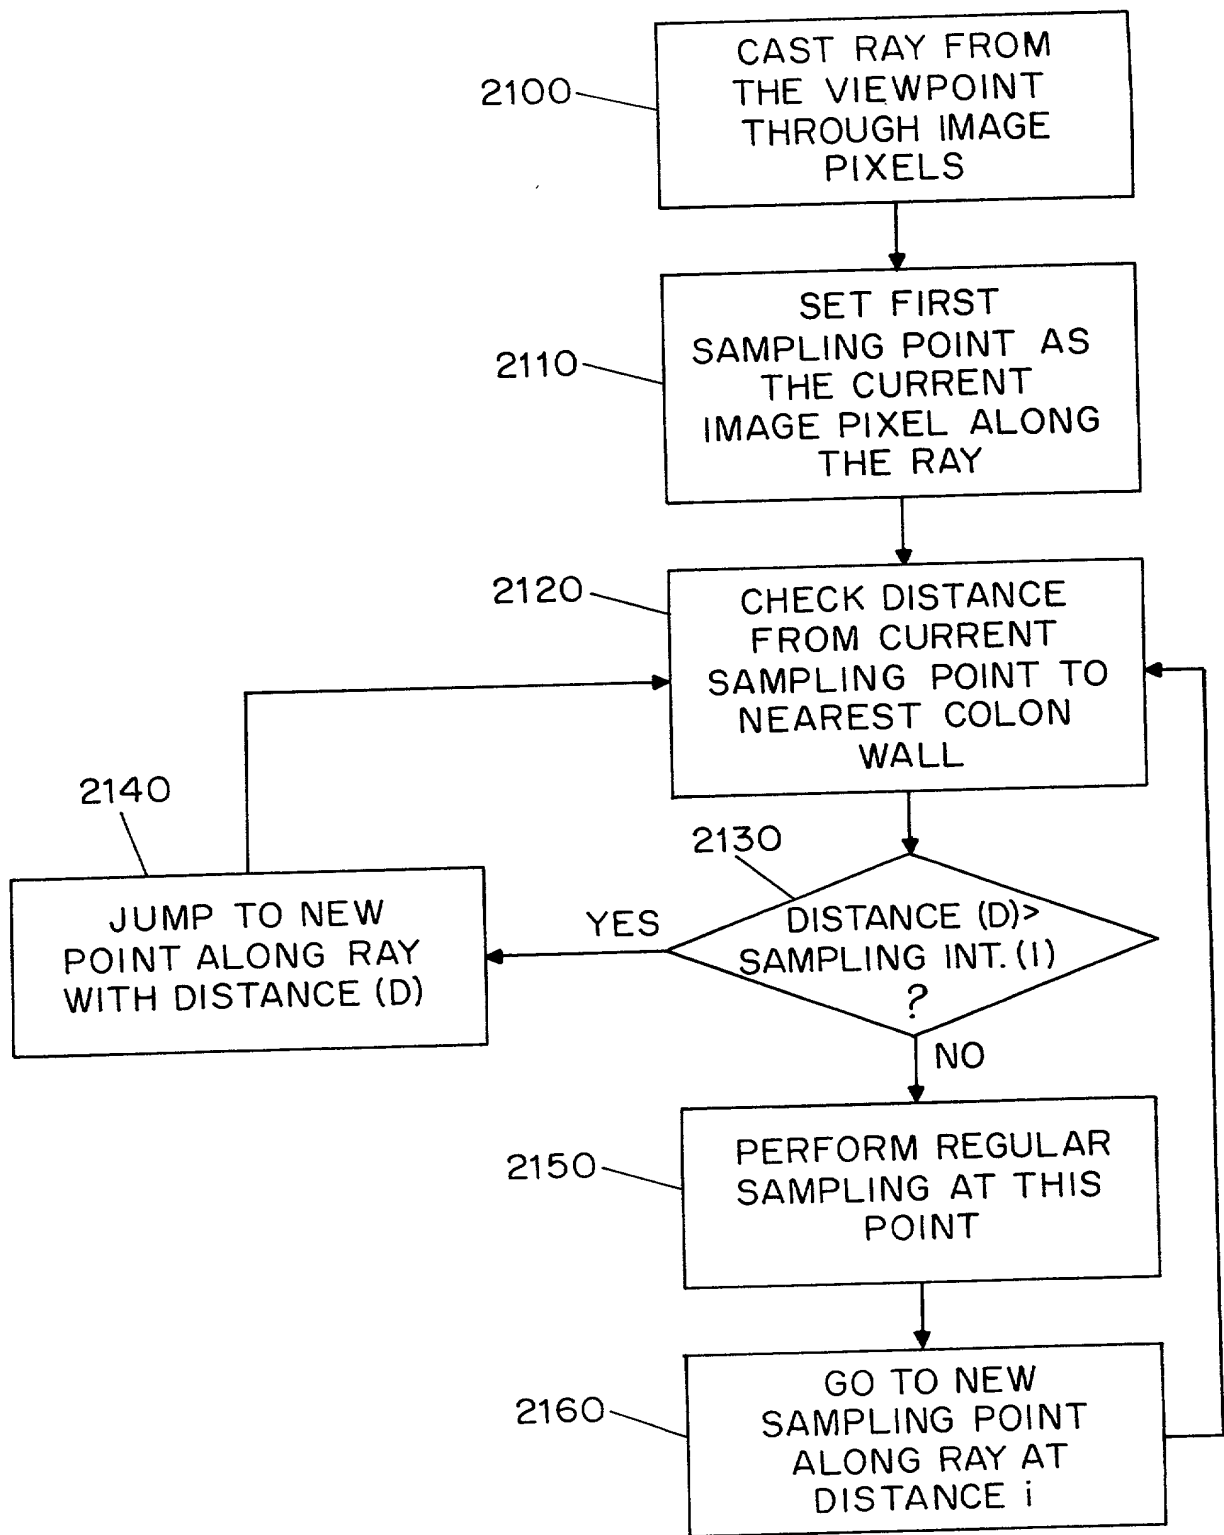 2100
CAST RAY FROM
THE VIEWPOINT
THROUGH IMAGE
PIXELS
2110
SET FIRST
SAMPLING POINT AS
THE CURRENT
IMAGE PIXEL ALONG
THE RAY
2120
CHECK DISTANCE
FROM CURRENT
SAMPLING POINT TO
NEAREST COLON
WALL
2130
DISTANCE (D)>
SAMPLING INT. (I)
?
YES
2140
JUMP TO NEW
POINT ALONG RAY
WITH DISTANCE (D)
NO
2150
PERFORM REGULAR
SAMPLING AT THIS
POINT
2160
GO TO NEW
SAMPLING POINT
ALONG RAY AT
DISTANCE i